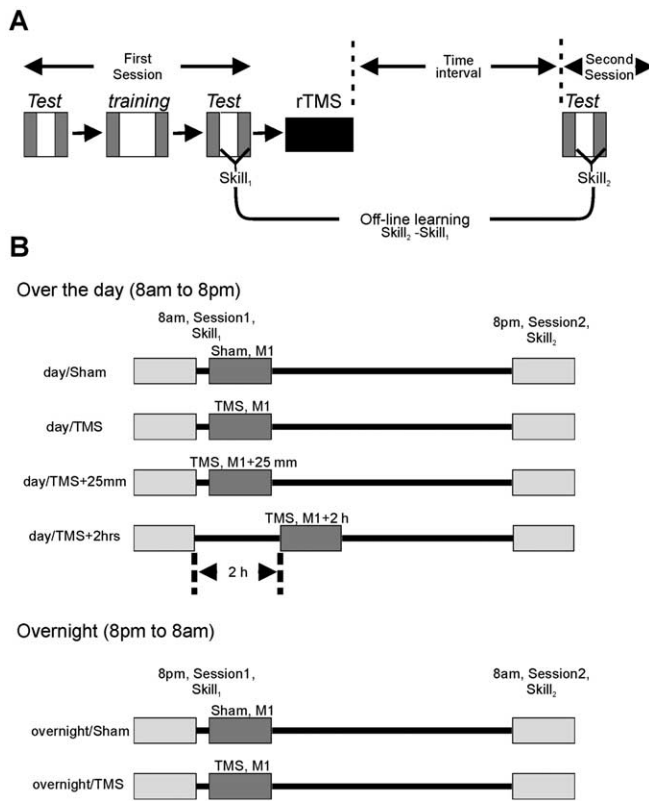 A
First
Session
Time
interval
Second
Session
Test
training
Test
rTMS
Test
Skill₁
Skill₂
Off-line learning
Skill₂ -Skill₁
B
Over the day (8am to 8pm)
8am, Session1,
Skill₁
8pm, Session2,
Skill₂
Sham, M1
day/Sham
TMS, M1
day/TMS
TMS, M1+25 mm
day/TMS+25mm
TMS, M1+2 h
day/TMS+2hrs
2 h
Overnight (8pm to 8am)
8pm, Session1,
Skill₁
8am, Session2,
Skill₂
Sham, M1
overnight/Sham
TMS, M1
overnight/TMS